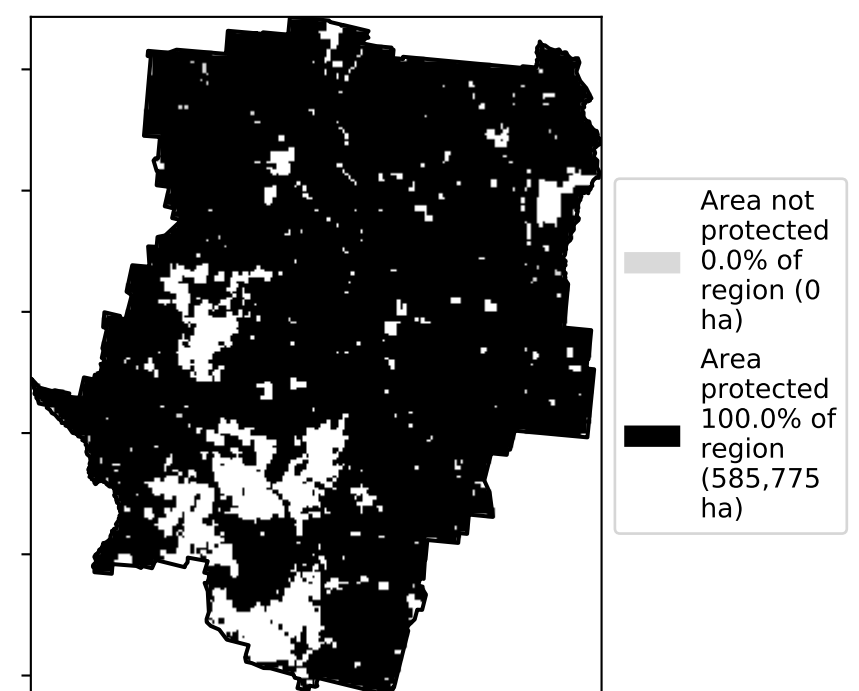 Area not
protected
0.0% of
region (0
ha)
Area
protected
100.0% of
region
(585,775
ha)